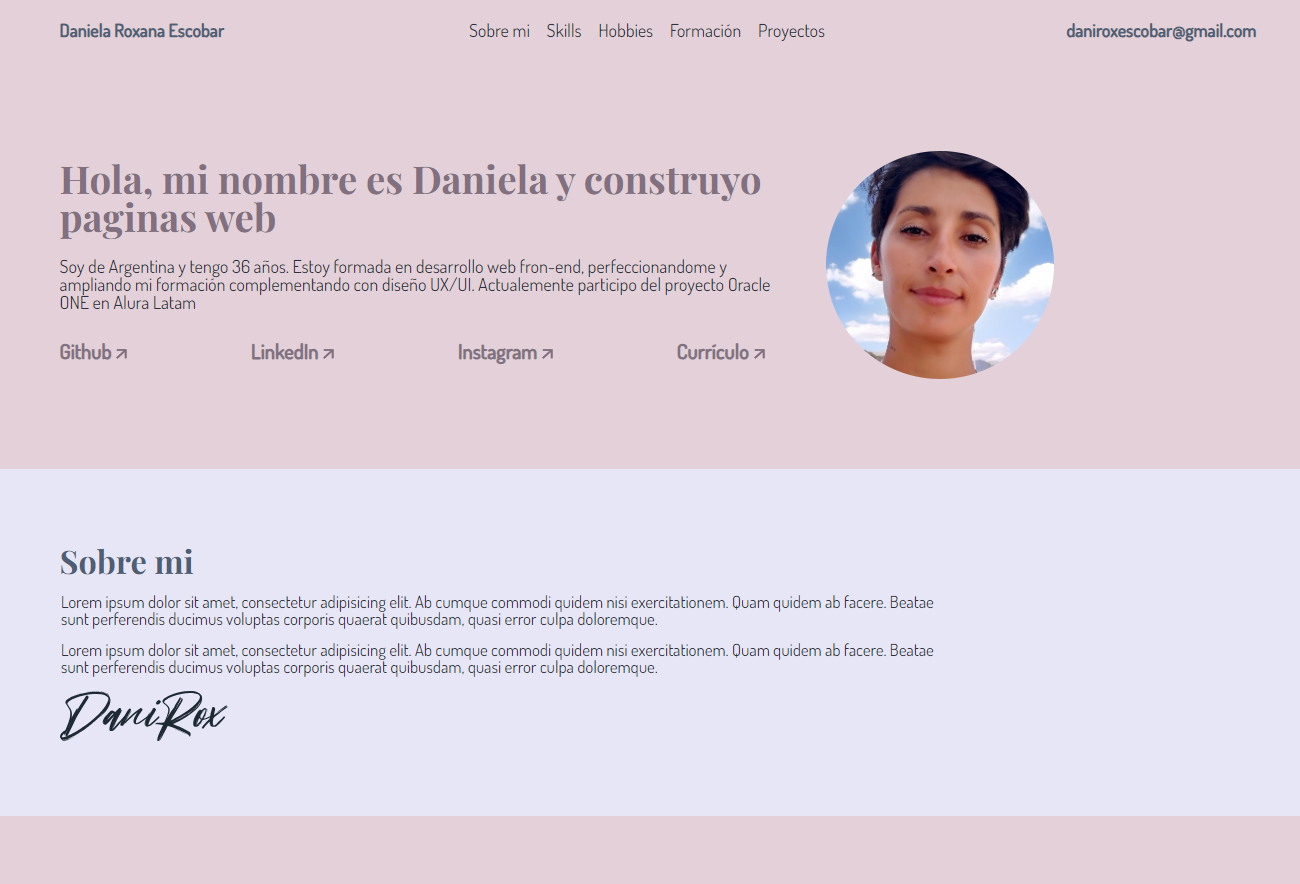 Daniela Roxana Escobar Sobre mi Skills Hobbies Formación Proyectos daniroxescobar@gmail.com
Hola, mi nombre es Daniela y construyo
paginas web
Soy de Argentina y tengo 36 años. Estoy formada en desarrollo web fron-end, perfeccionandome y
ampliando mi formación complementando con diseño UX/UI. Actualemente participo del proyecto Oracle
ONE en Alura Latam
Github LinkedIn Instagram Currículo
Sobre mi
Lorem ipsum dolor sit amet, consectetur adipisicing elit. Ab cumque commodi quidem nisi exercitationem. Quam quidem ab facere. Beatae
sunt perferendis ducimus voluptas corporis quaerat quibusdam, quasi error culpa doloremque.
Lorem ipsum dolor sit amet, consectetur adipisicing elit. Ab cumque commodi quidem nisi exercitationem. Quam quidem ab facere. Beatae
sunt perferendis ducimus voluptas corporis quaerat quibusdam, quasi error culpa doloremque.
DaniRox